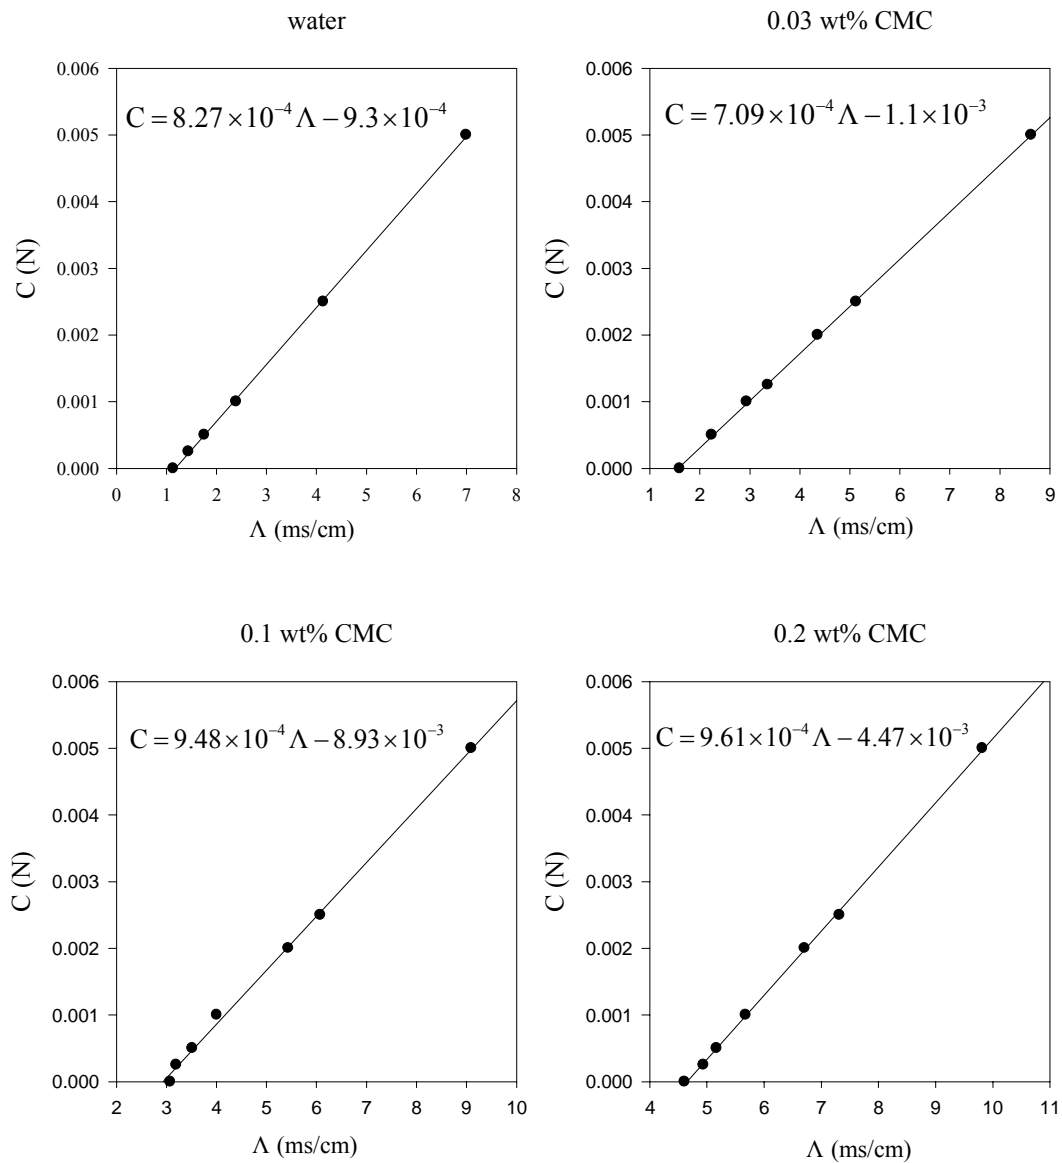 water
0.03 wt% CMC
C = 8.27×10⁻⁴ Λ − 9.3×10⁻⁴
C = 7.09×10⁻⁴ Λ − 1.1×10⁻³
0.006
0.005
0.004
0.003
0.002
0.001
0.000
C (N)
0 1 2 3 4 5 6 7 8
Λ (ms/cm)
0.006
0.005
0.004
0.003
0.002
0.001
0.000
C (N)
1 2 3 4 5 6 7 8 9
Λ (ms/cm)
0.1 wt% CMC
0.2 wt% CMC
C = 9.48×10⁻⁴ Λ − 8.93×10⁻³
C = 9.61×10⁻⁴ Λ − 4.47×10⁻³
0.006
0.005
0.004
0.003
0.002
0.001
0.000
C (N)
2 3 4 5 6 7 8 9 10
Λ (ms/cm)
0.006
0.005
0.004
0.003
0.002
0.001
0.000
C (N)
4 5 6 7 8 9 10 11
Λ (ms/cm)